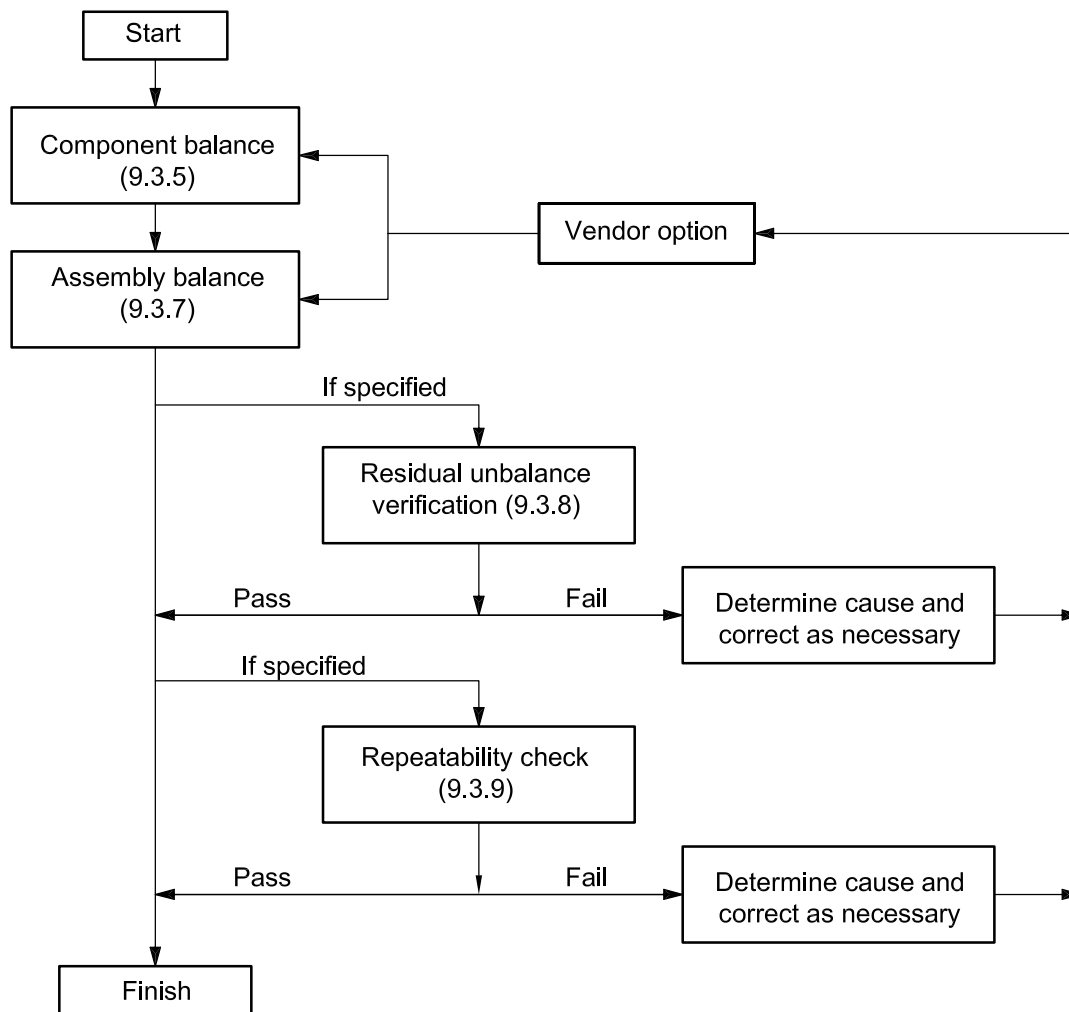 Start
Component balance
(9.3.5)
Vendor option
Assembly balance
(9.3.7)
If specified
Residual unbalance
verification (9.3.8)
Pass
Fail
Determine cause and
correct as necessary
If specified
Repeatability check
(9.3.9)
Pass
Fail
Determine cause and
correct as necessary
Finish